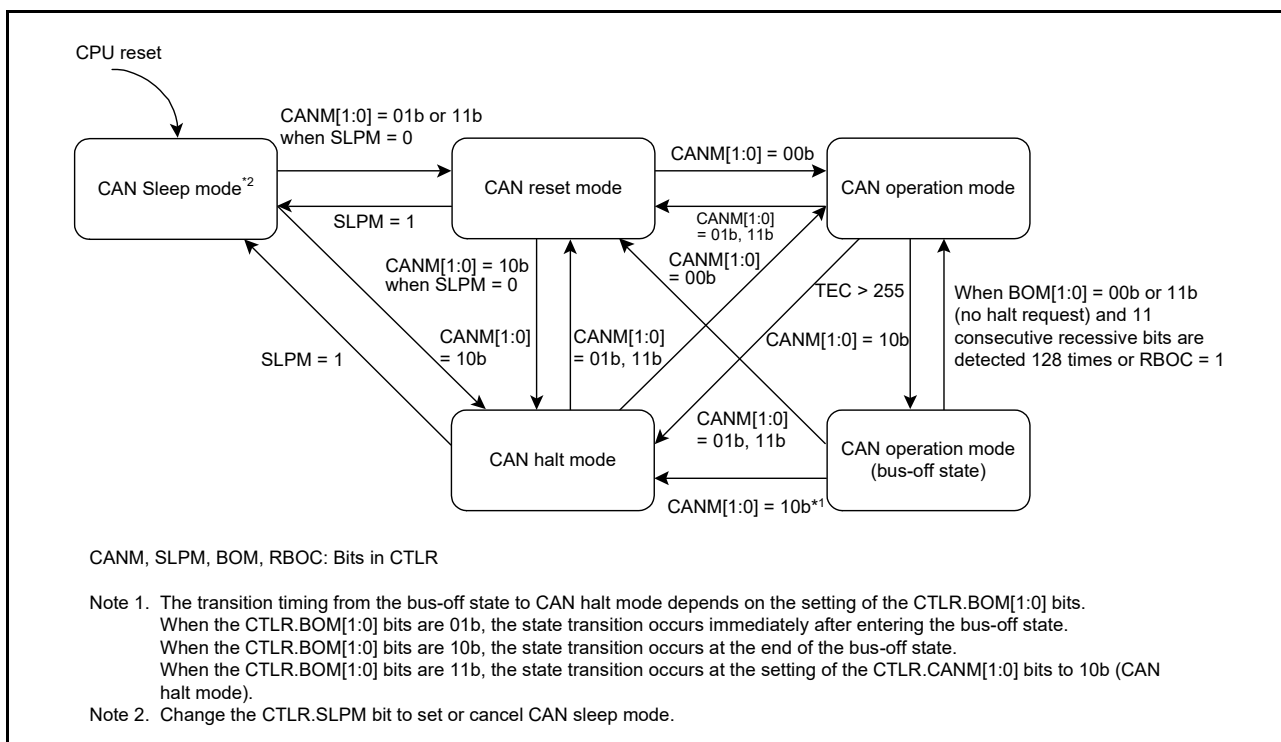 CPU reset
CANM[1:0] = 01b or 11b
when SLPM = 0
CANM[1:0] = 00b
CAN Sleep mode*2
CAN reset mode
CAN operation mode
SLPM = 1
CANM[1:0]
= 01b, 11b
CANM[1:0] = 10b
when SLPM = 0
CANM[1:0]
= 00b
TEC > 255
When BOM[1:0] = 00b or 11b
(no halt request) and 11
consecutive recessive bits are
detected 128 times or RBOC = 1
SLPM = 1
CANM[1:0]
= 10b
CANM[1:0]
= 01b, 11b
CANM[1:0] = 10b
CANM[1:0]
= 01b, 11b
CAN halt mode
CAN operation mode
(bus-off state)
CANM[1:0] = 10b*1
CANM, SLPM, BOM, RBOC: Bits in CTLR
Note 1. The transition timing from the bus-off state to CAN halt mode depends on the setting of the CTLR.BOM[1:0] bits.
When the CTLR.BOM[1:0] bits are 01b, the state transition occurs immediately after entering the bus-off state.
When the CTLR.BOM[1:0] bits are 10b, the state transition occurs at the end of the bus-off state.
When the CTLR.BOM[1:0] bits are 11b, the state transition occurs at the setting of the CTLR.CANM[1:0] bits to 10b (CAN
halt mode).
Note 2. Change the CTLR.SLPM bit to set or cancel CAN sleep mode.